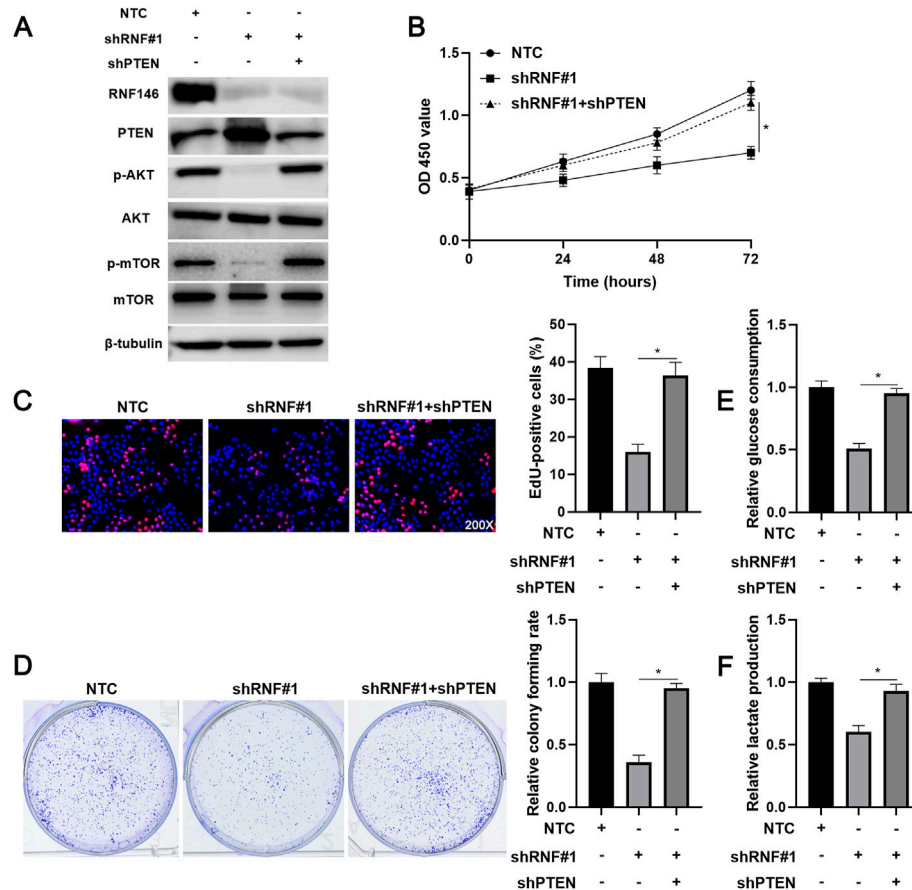 A
NTC + - -
shRNF#1 - + +
shPTEN - - +
RNF146
PTEN
p-AKT
AKT
p-mTOR
mTOR
β-tubulin
B
OD 450 value
1.5
1.0
0.5
0.0
NTC
shRNF#1
shRNF#1+shPTEN
*
0 24 48 72
Time (hours)
C
NTC shRNF#1 shRNF#1+shPTEN
200X
EdU-positive cells (%)
50
40
30
20
10
0
*
NTC + - -
shRNF#1 - + +
shPTEN - - +
E
Relative glucose consumption
1.5
1.0
0.5
0.0
*
NTC + - -
shRNF#1 - + +
shPTEN - - +
D
NTC shRNF#1 shRNF#1+shPTEN
Relative colony forming rate
1.5
1.0
0.5
0.0
*
NTC + - -
shRNF#1 - + +
shPTEN - - +
F
Relative lactate production
1.5
1.0
0.5
0.0
*
NTC + - -
shRNF#1 - + +
shPTEN - - +